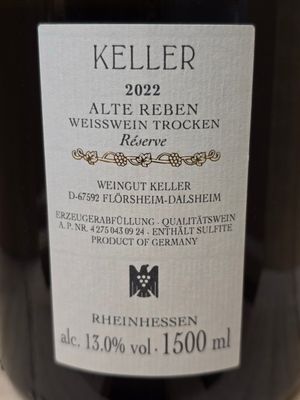 KELLER
2022
ALTE REBEN
WEISSWEIN TROCKEN
Réserve
WEINGUT KELLER
D-67592 FLÖRSHEIM-DALSHEIM
ERZEUGERABFÜLLUNG · QUALITÄTSWEIN
A. P. NR. 4 275 043 09 24 · ENTHÄLT SULFITE
PRODUCT OF GERMANY
RHEINHESSEN
alc. 13.0% vol · 1500 ml